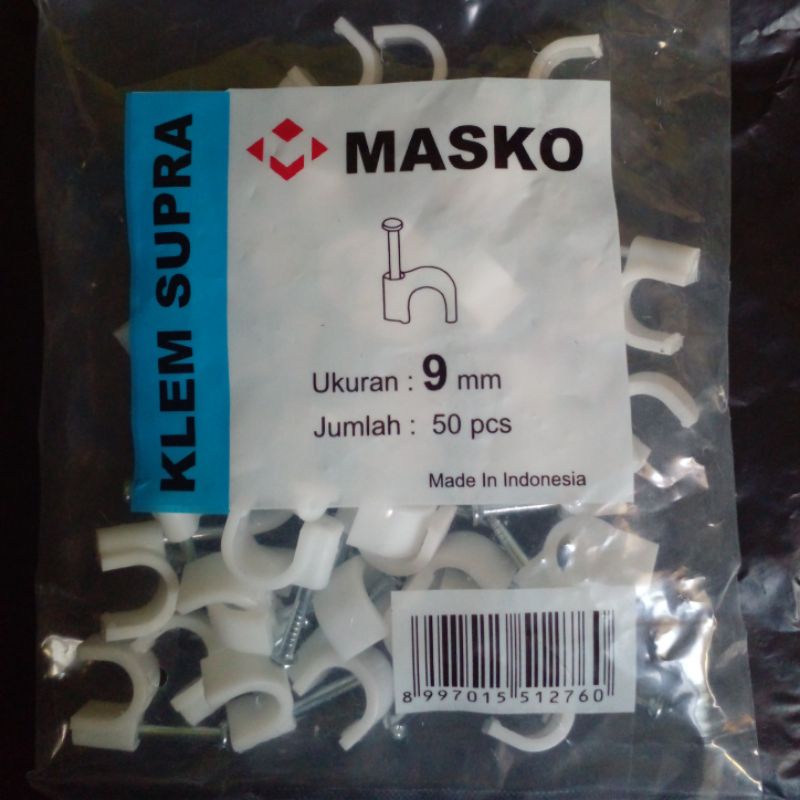 KLEM SUPRA
MASKO
Ukuran : 9 mm
Jumlah : 50 pcs
Made In Indonesia
8 997015 512760